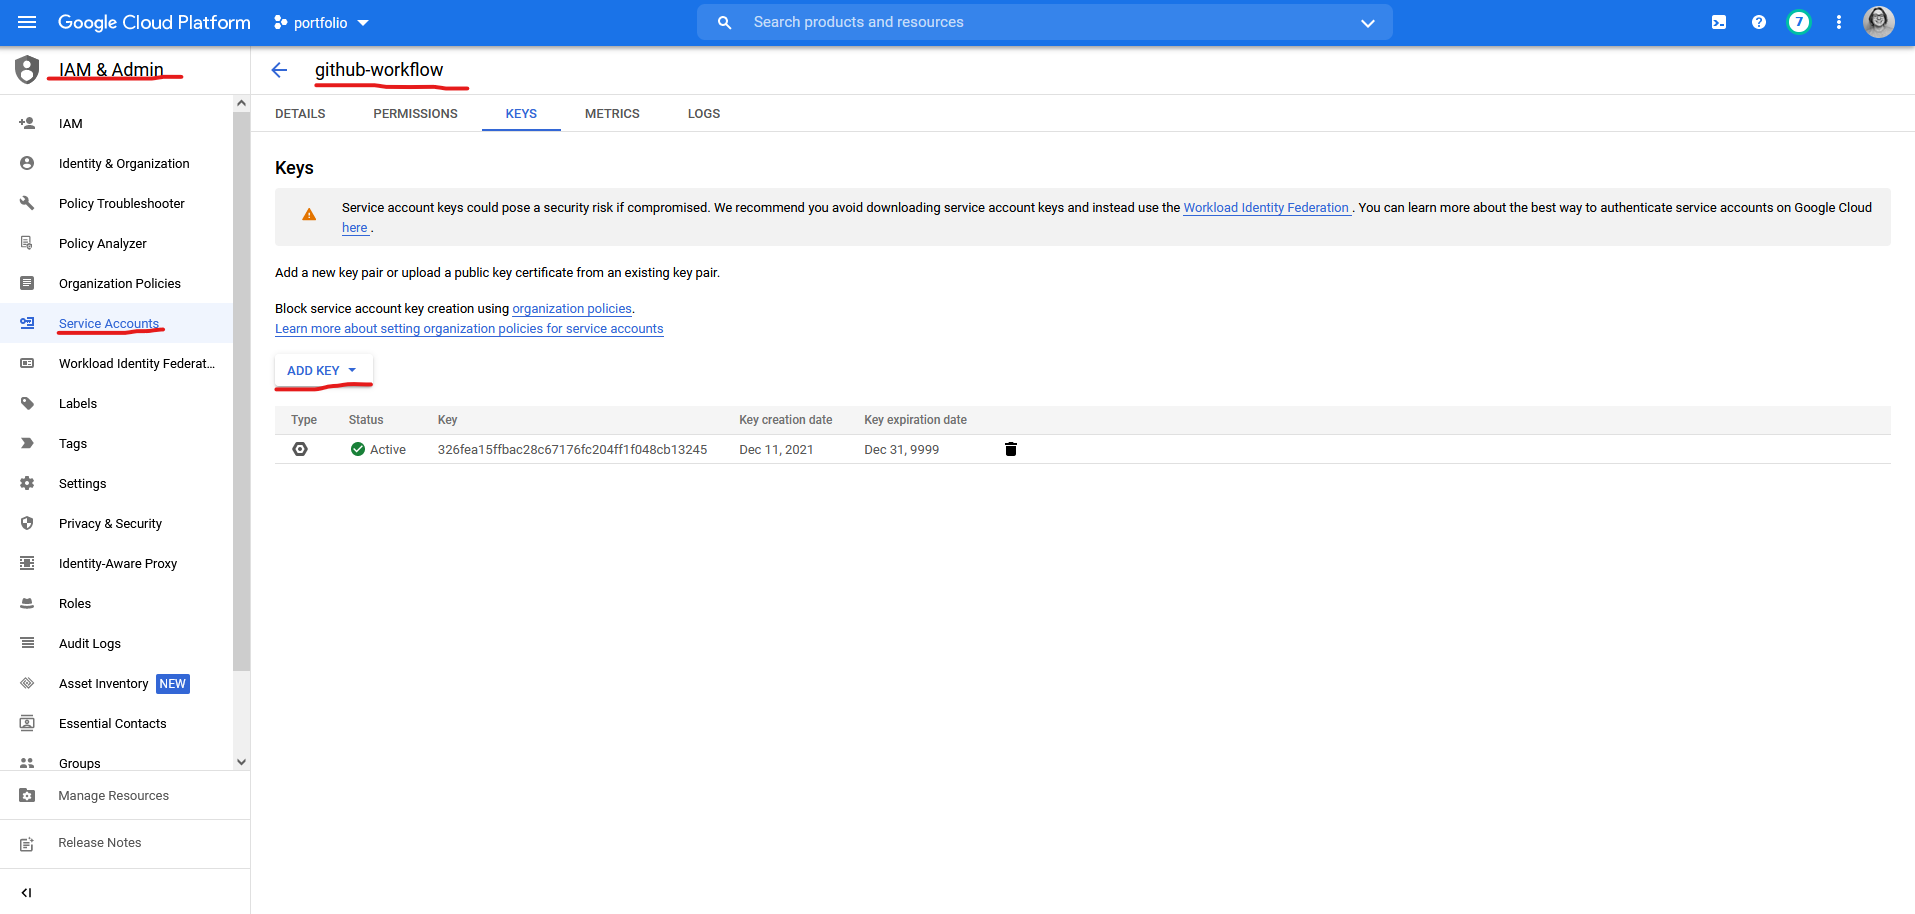 Google Cloud Platform
portfolio
Search products and resources
7
IAM & Admin
github-workflow
IAM
Identity & Organization
Policy Troubleshooter
Policy Analyzer
Organization Policies
Service Accounts
Workload Identity Federat...
Labels
Tags
Settings
Privacy & Security
Identity-Aware Proxy
Roles
Audit Logs
Asset Inventory NEW
Essential Contacts
Groups
Manage Resources
Release Notes
DETAILS
PERMISSIONS
KEYS
METRICS
LOGS
Keys
Service account keys could pose a security risk if compromised. We recommend you avoid downloading service account keys and instead use the Workload Identity Federation . You can learn more about the best way to authenticate service accounts on Google Cloud
here .
Add a new key pair or upload a public key certificate from an existing key pair.
Block service account key creation using organization policies.
Learn more about setting organization policies for service accounts
ADD KEY
Type Status Key Key creation date Key expiration date
Active 326fea15ffbac28c67176fc204ff1f048cb13245 Dec 11, 2021 Dec 31, 9999